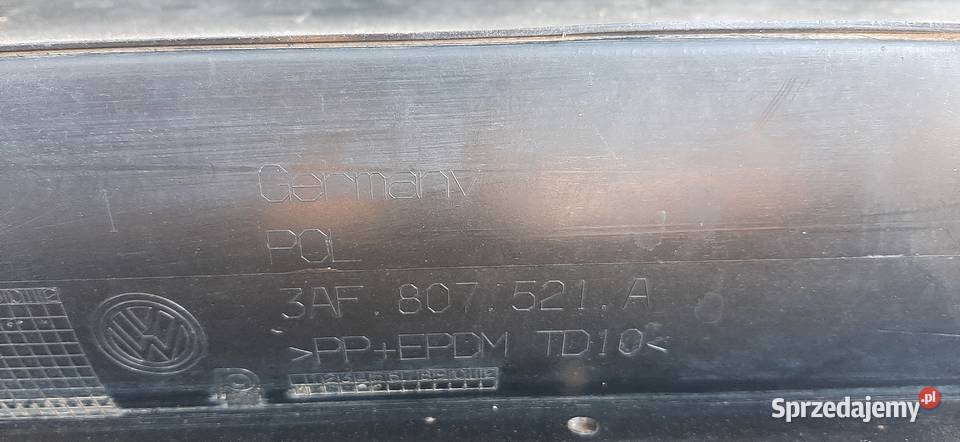 Germany
POL
3AF.807.521.A
>PP+EPDM TD10<
Sprzedajemy.pl